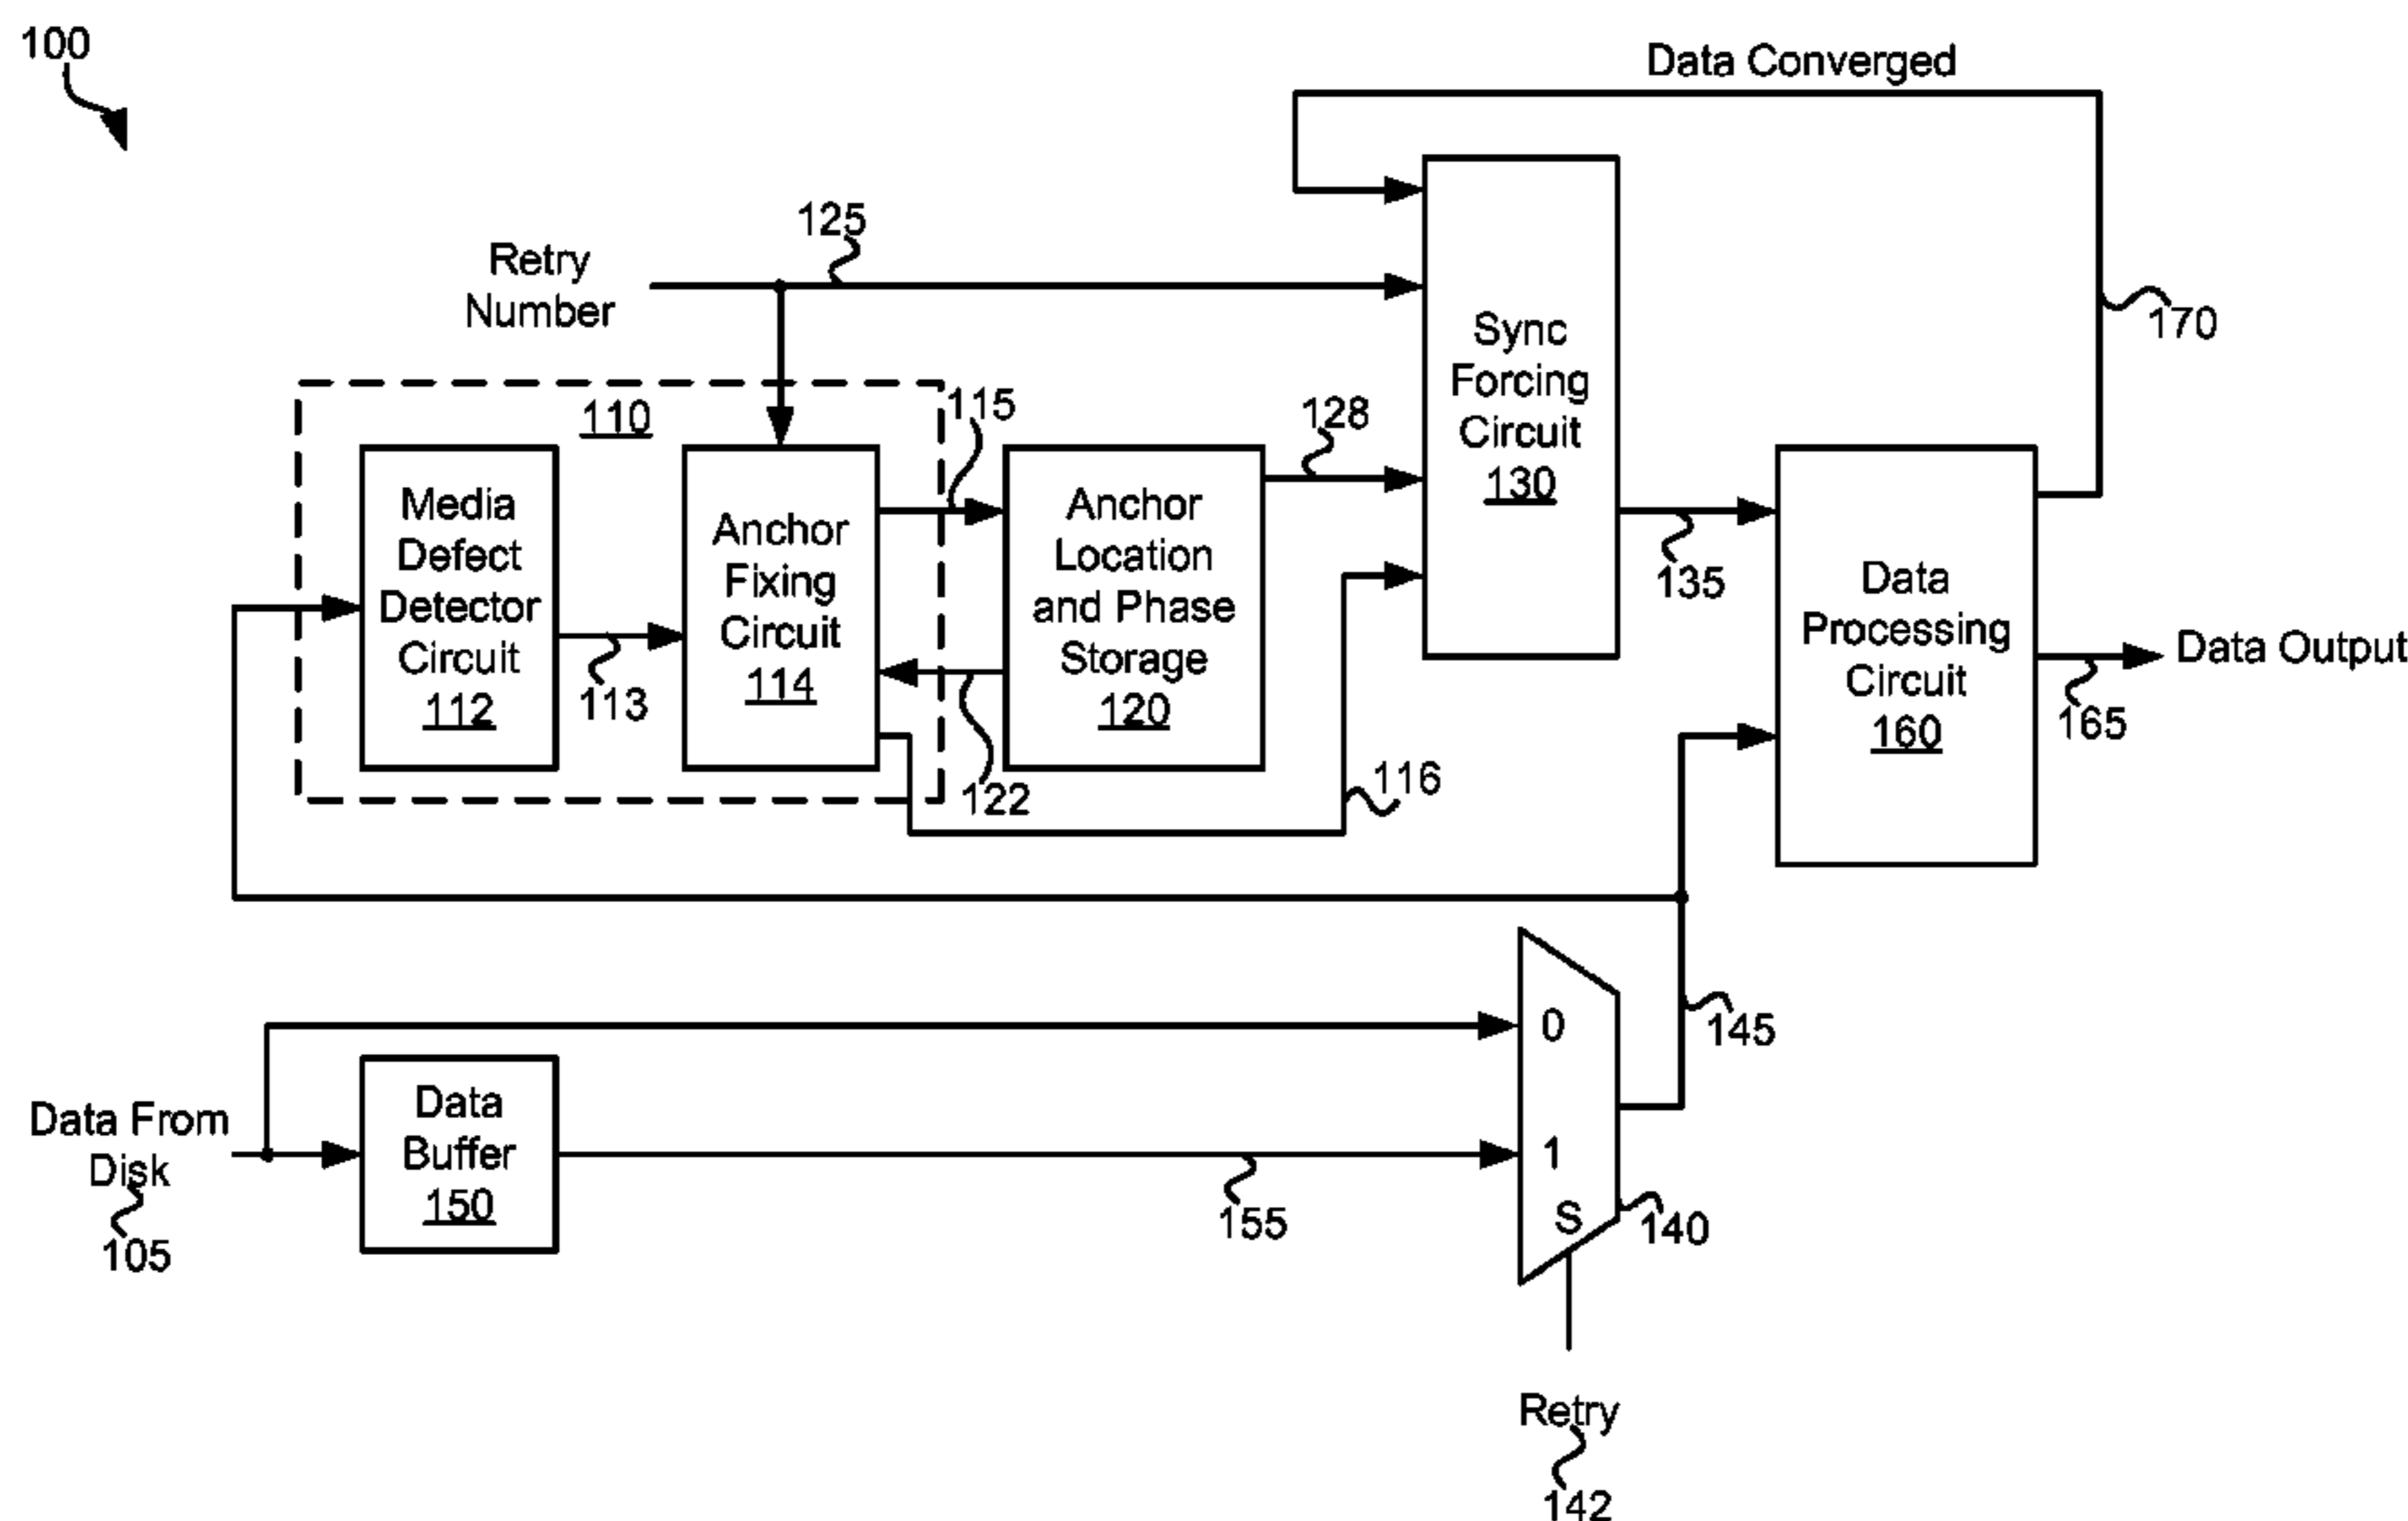 100
Data Converged
125
Retry
Number
170
110
115
128
Sync
Forcing
Circuit
130
Media
Defect
Detector
Circuit
112
113
Anchor
Fixing
Circuit
114
Anchor
Location
and Phase
Storage
120
122
116
135
Data
Processing
Circuit
160
Data Output
165
145
0
1
S
140
Data From
Disk
105
Data
Buffer
150
155
Retry
142